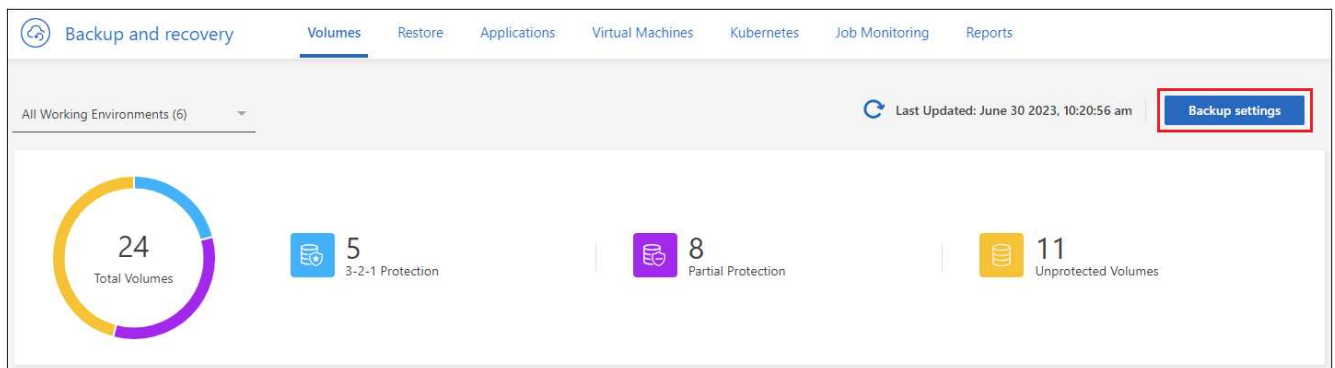 Backup and recovery
Volumes
Restore
Applications
Virtual Machines
Kubernetes
Job Monitoring
Reports
All Working Environments (6)
Last Updated: June 30 2023, 10:20:56 am
Backup settings
24
Total Volumes
5
3-2-1 Protection
8
Partial Protection
11
Unprotected Volumes